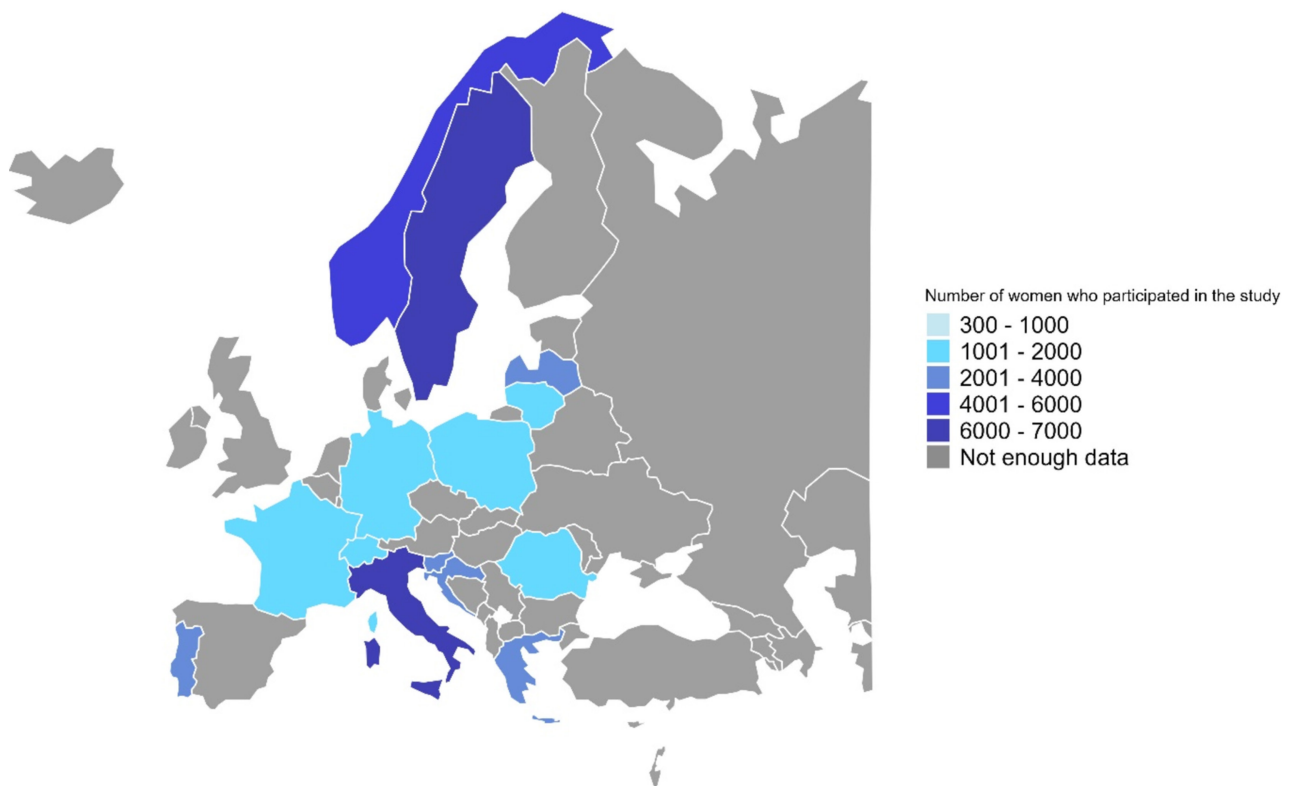 Number of women who participated in the study
300 - 1000
1001 - 2000
2001 - 4000
4001 - 6000
6000 - 7000
Not enough data